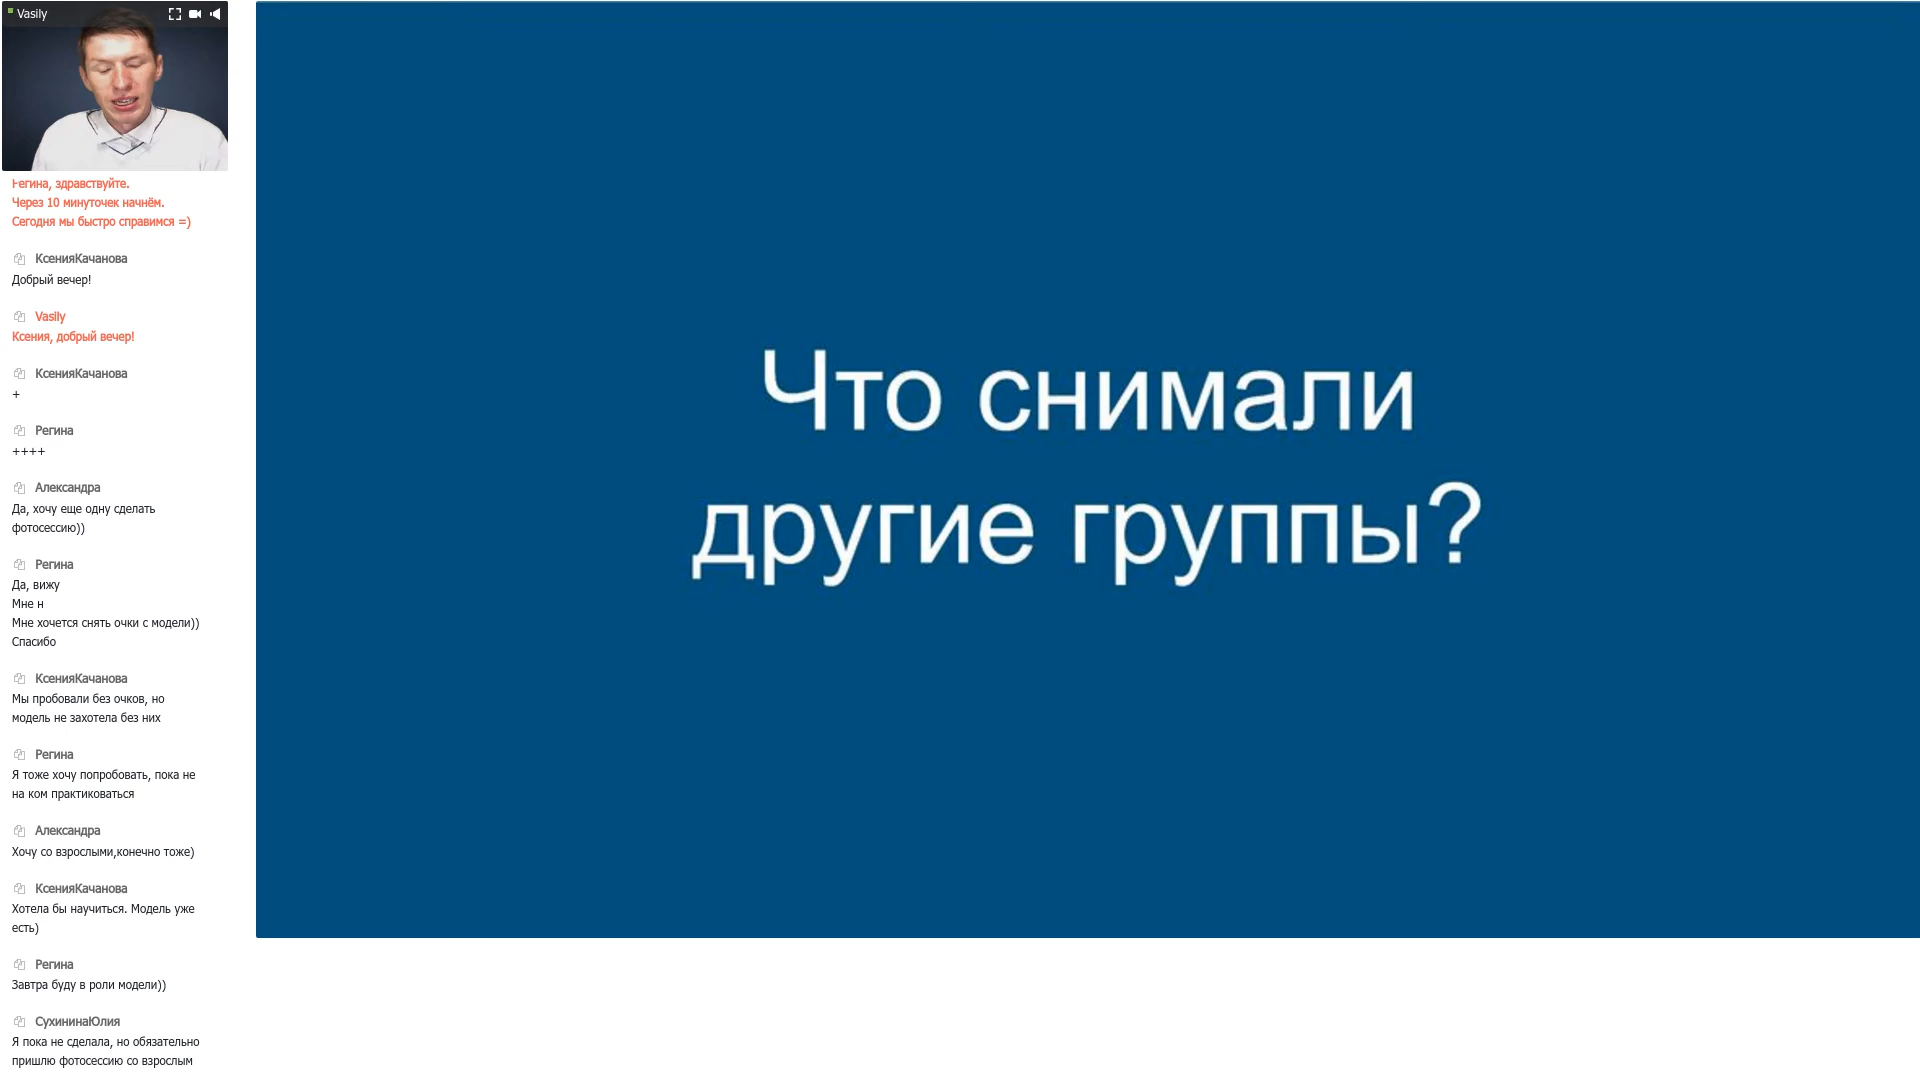 Vasily
Регина, здравствуйте.
Через 10 минуточек начнём.
Сегодня мы быстро справимся =)
КсенияКачанова
Добрый вечер!
Vasily
Ксения, добрый вечер!
КсенияКачанова
+
Регина
++++
Александра
Да, хочу еще одну сделать
фотосессию))
Регина
Да, вижу
Мне н
Мне хочется снять очки с модели))
Спасибо
КсенияКачанова
Мы пробовали без очков, но
модель не захотела без них
Регина
Я тоже хочу попробовать, пока не
на ком практиковаться
Александра
Хочу со взрослыми,конечно тоже)
КсенияКачанова
Хотела бы научиться. Модель уже
есть)
Регина
Завтра буду в роли модели))
СухининаЮлия
Я пока не сделала, но обязательно
пришлю фотосессию со взрослым
Что снимали
другие группы?